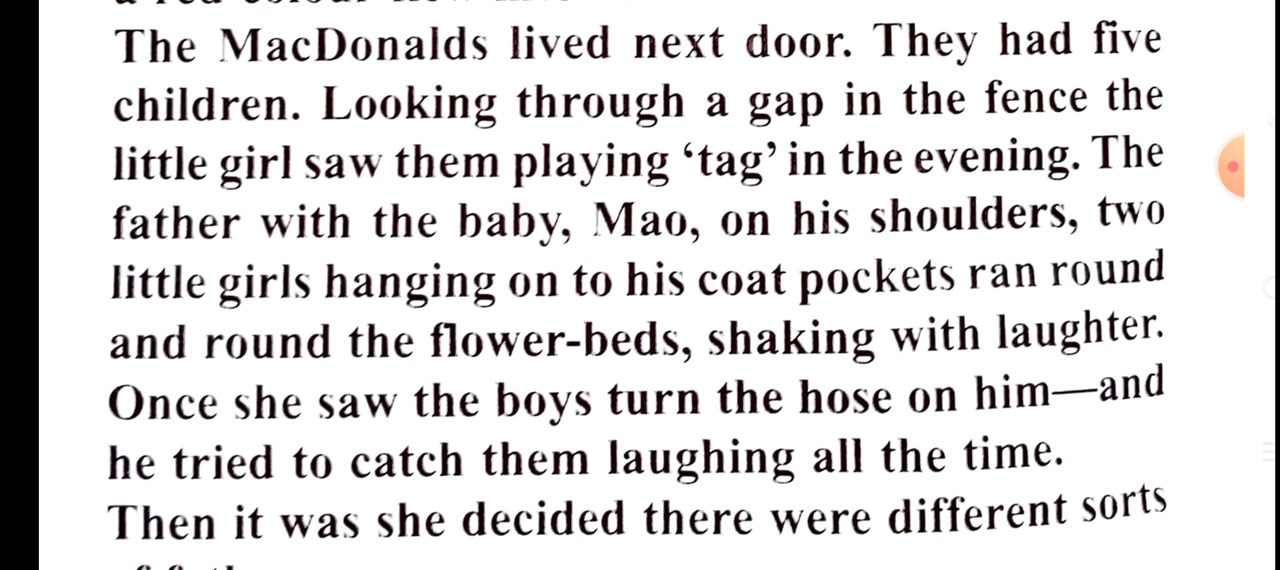 The MacDonalds lived next door. They had five
children. Looking through a gap in the fence the
little girl saw them playing ‘tag’ in the evening. The
father with the baby, Mao, on his shoulders, two
little girls hanging on to his coat pockets ran round
and round the flower-beds, shaking with laughter.
Once she saw the boys turn the hose on him—and
he tried to catch them laughing all the time.
Then it was she decided there were different sorts